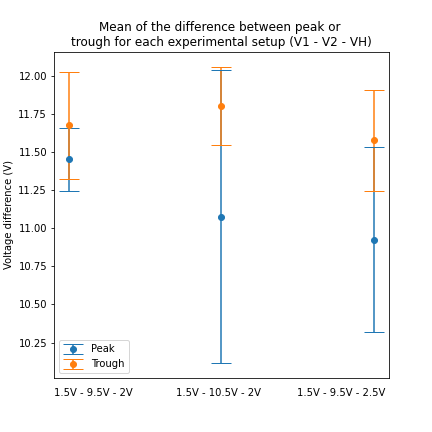 Mean of the difference between peak or
trough for each experimental setup (V1 - V2 - VH)
Voltage difference (V)
12.00
11.75
11.50
11.25
11.00
10.75
10.50
10.25
Peak
Trough
1.5V - 9.5V - 2V
1.5V - 10.5V - 2V
1.5V - 9.5V - 2.5V